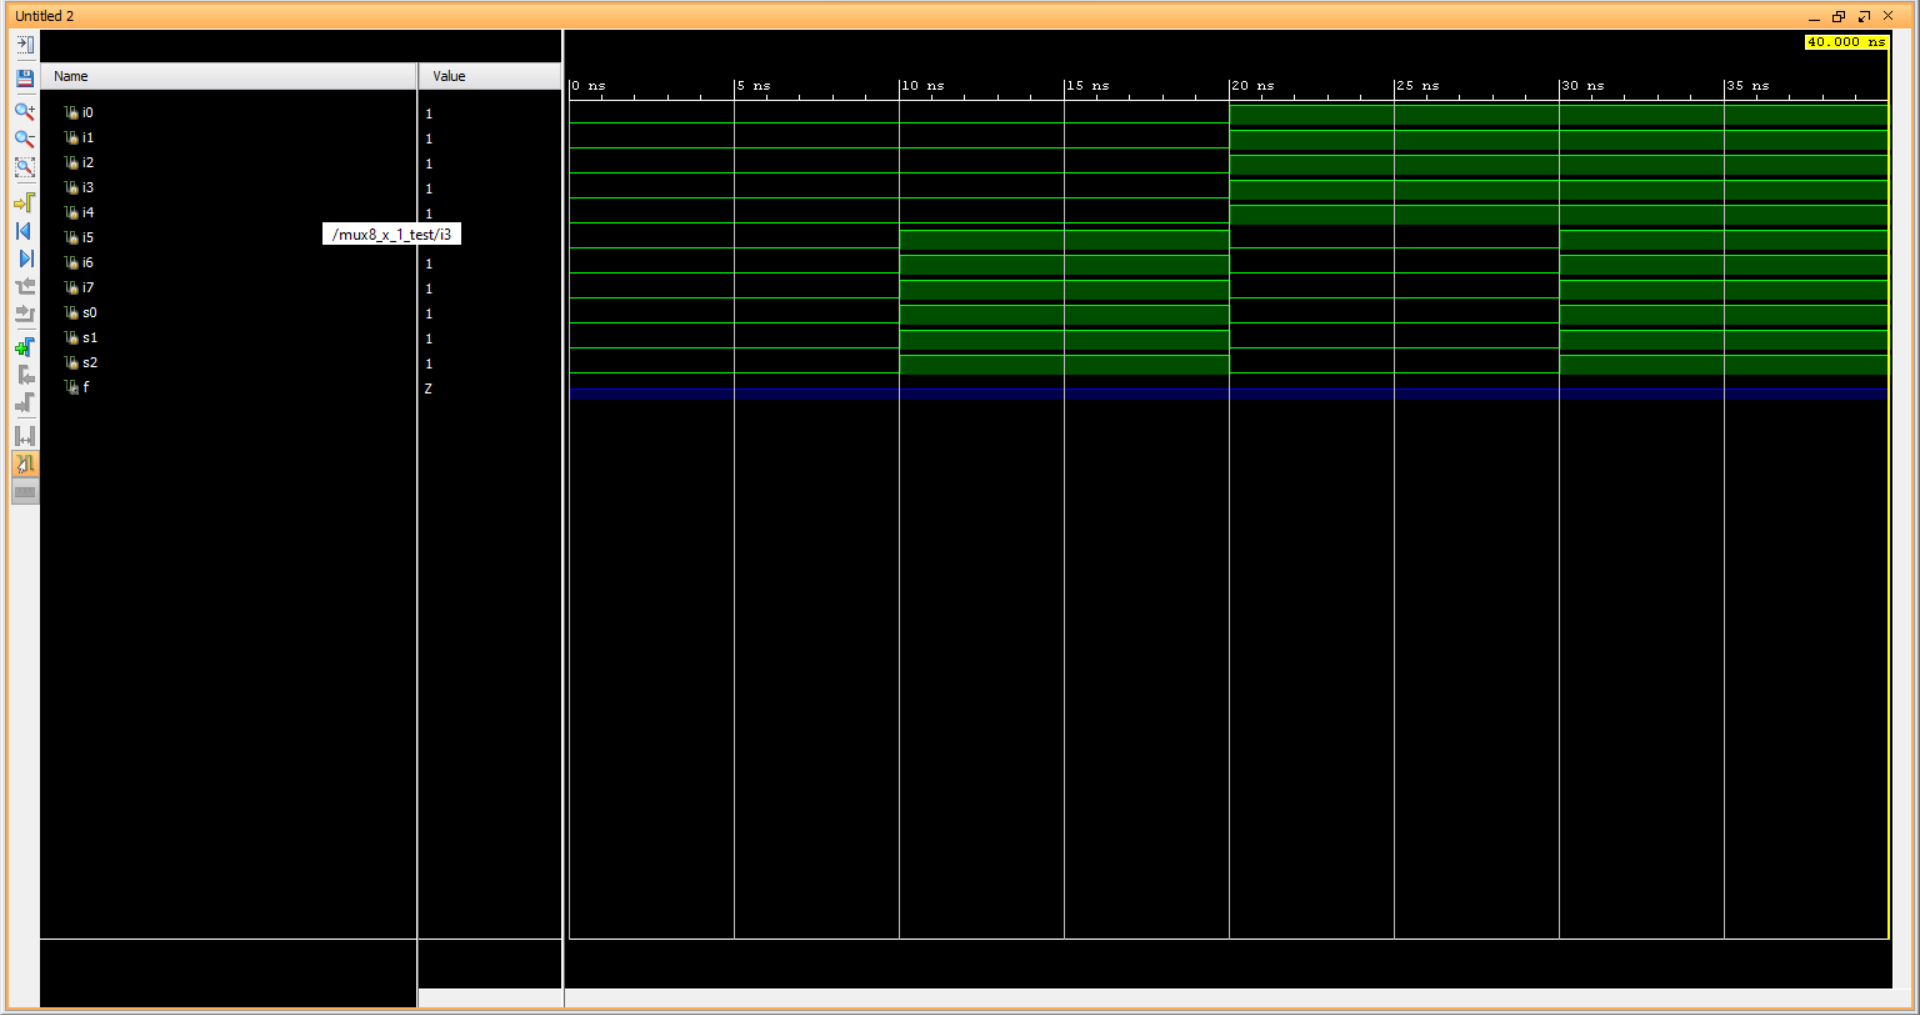 Untitled 2
40.000 ns
Name Value
0 ns 5 ns 10 ns 15 ns 20 ns 25 ns 30 ns 35 ns
i0 1
i1 1
i2 1
i3 1
i4 1
/mux8_x_1_test/i3
i5
i6 1
i7 1
s0 1
s1 1
s2 1
f Z